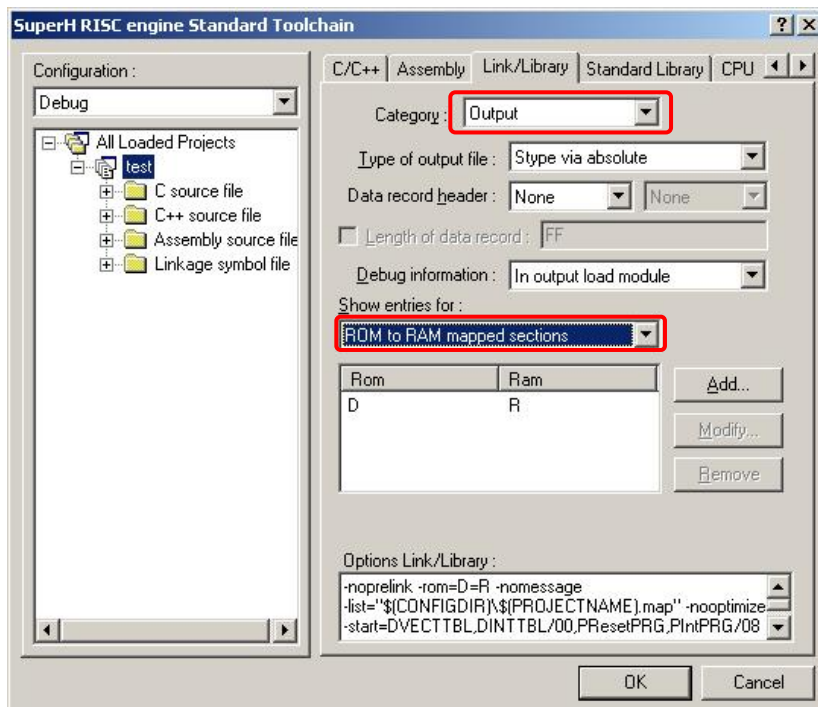 SuperH RISC engine Standard Toolchain
Configuration :
Debug
All Loaded Projects
test
C source file
C++ source file
Assembly source file
Linkage symbol file
C/C++ Assembly Link/Library Standard Library CPU
Category : Output
Type of output file : Stype via absolute
Data record header : None None
Length of data record : FF
Debug information : In output load module
Show entries for :
ROM to RAM mapped sections
Rom Ram
D R
Add...
Modify...
Remove
Options Link/Library :
-noprelink -rom=D=R -nomessage
-list="$(CONFIGDIR)\$(PROJECTNAME).map" -nooptimize
-start=DVECTTBL,DINTTBL/00,PResetPRG,PIntPRG/08
OK Cancel